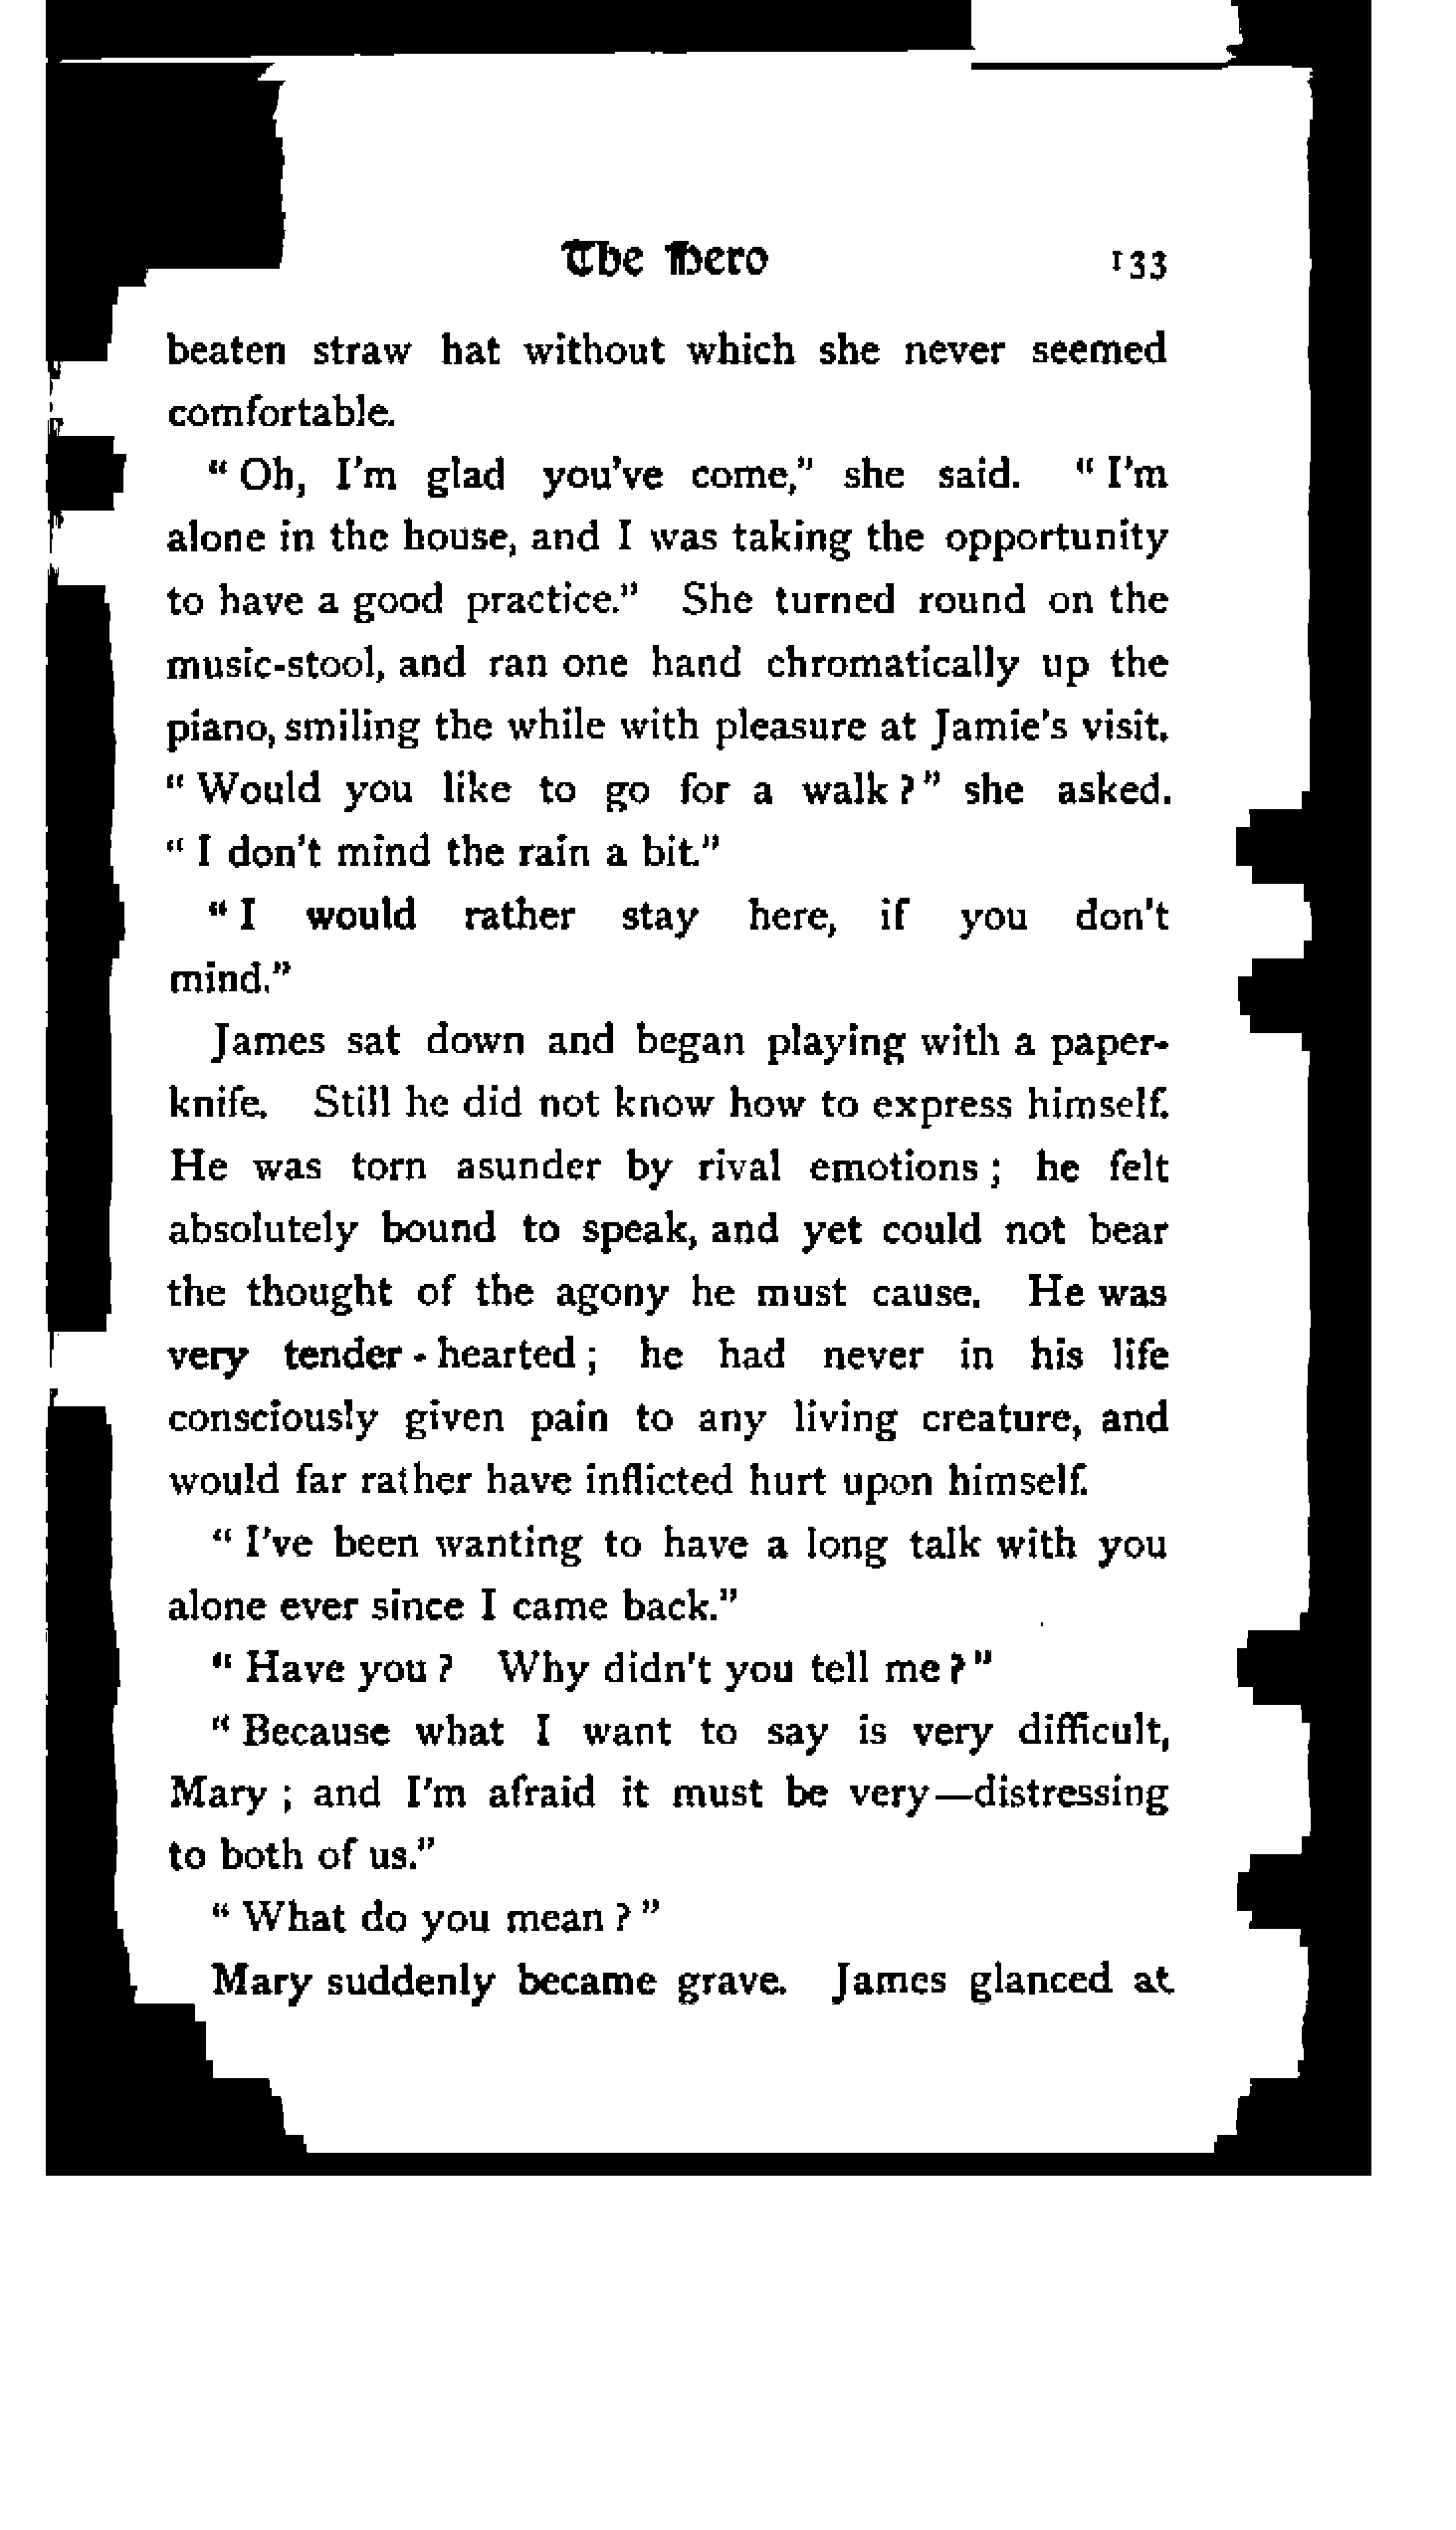 The Hero 133
beaten straw hat without which she never seemed
comfortable.
“ Oh, I’m glad you’ve come,” she said. “ I’m
alone in the house, and I was taking the opportunity
to have a good practice.” She turned round on the
music-stool, and ran one hand chromatically up the
piano, smiling the while with pleasure at Jamie’s visit.
“ Would you like to go for a walk ? ” she asked.
“ I don’t mind the rain a bit.”
“ I would rather stay here, if you don’t
mind.”
James sat down and began playing with a paper-
knife. Still he did not know how to express himself.
He was torn asunder by rival emotions ; he felt
absolutely bound to speak, and yet could not bear
the thought of the agony he must cause. He was
very tender - hearted ; he had never in his life
consciously given pain to any living creature, and
would far rather have inflicted hurt upon himself.
“ I’ve been wanting to have a long talk with you
alone ever since I came back.”
“ Have you ? Why didn’t you tell me ? ”
“ Because what I want to say is very difficult,
Mary ; and I’m afraid it must be very—distressing
to both of us.”
“ What do you mean ? ”
Mary suddenly became grave. James glanced at